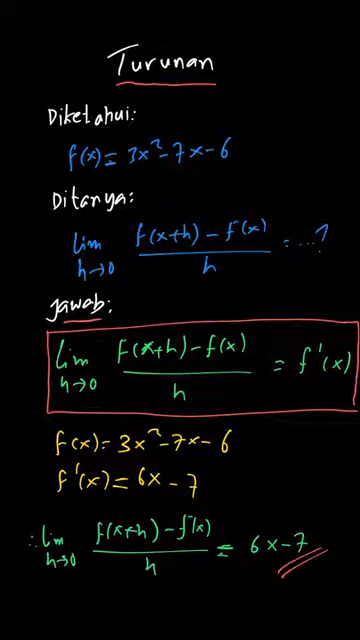 Turunan
Diketahui:
f(x) = 3x² - 7x - 6
Ditanya:
lim h→0 f(x+h) - f(x) / h = ...?
Jawab:
lim h→0 f(x+h) - f(x) / h = f'(x)
f(x) = 3x² - 7x - 6
f'(x) = 6x - 7
∴ lim h→0 f(x+h) - f(x) / h = 6x - 7